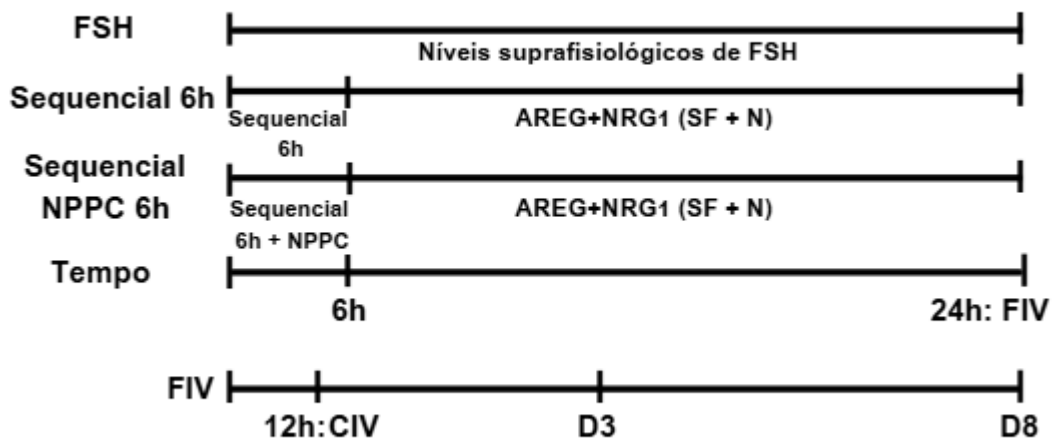 FSH
Níveis suprafisiológicos de FSH
Sequencial 6h
Sequencial
6h
AREG+NRG1 (SF + N)
Sequencial
NPPC 6h
Sequencial
6h + NPPC
AREG+NRG1 (SF + N)
Tempo
6h
24h: FIV
FIV
12h:CIV
D3
D8